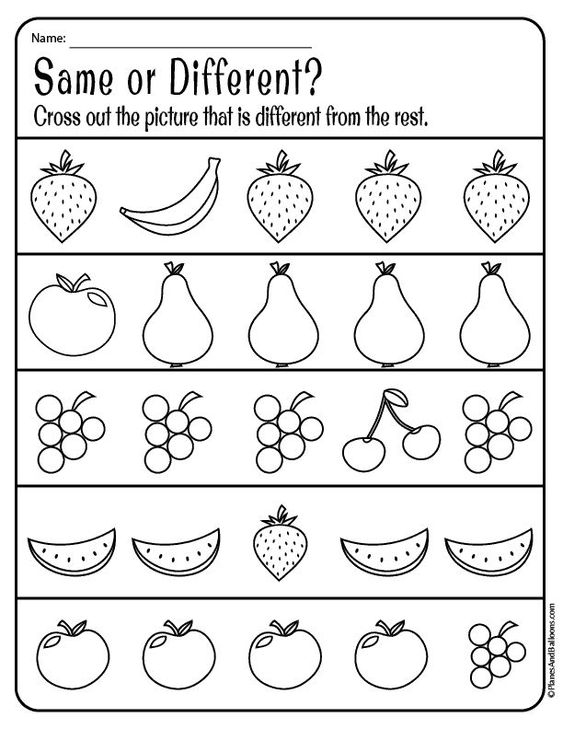 Name:
Same or Different?
Cross out the picture that is different from the rest.
©PlanesAndBalloons.com